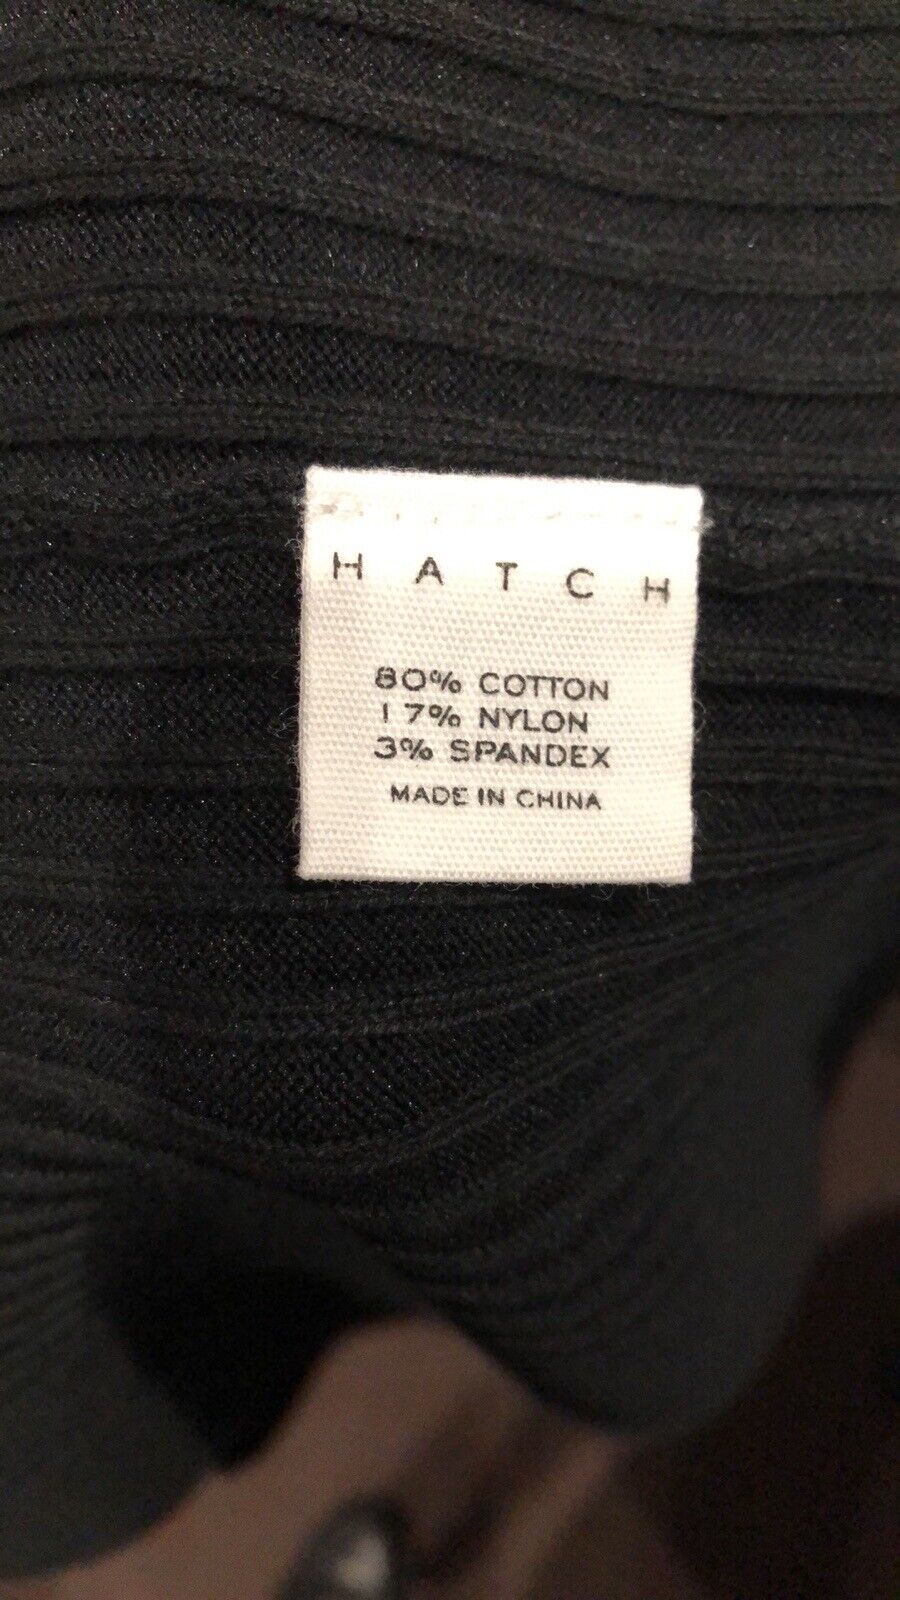 HATCH
80% COTTON
17% NYLON
3% SPANDEX
MADE IN CHINA